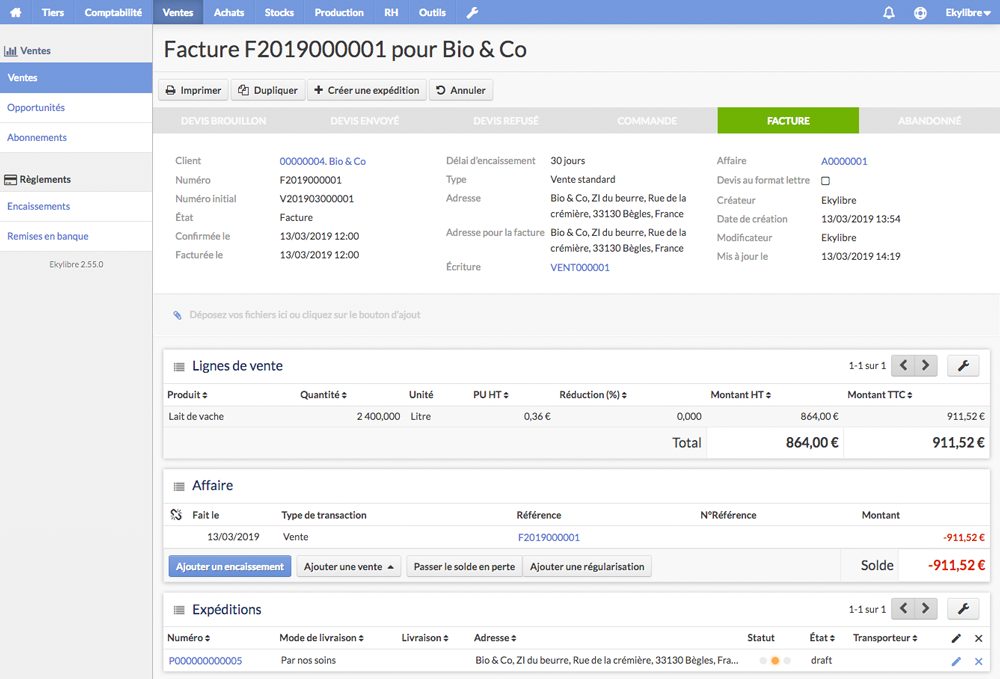 Tiers Comptabilité Ventes Achats Stocks Production RH Outils Ekylibre
Ventes
Ventes
Opportunités
Abonnements
Règlements
Encaissements
Remises en banque
Ekylibre 2.55.0
Facture F2019000001 pour Bio & Co
Imprimer Dupliquer Créer une expédition Annuler
DEVIS BROUILLON DEVIS ENVOYÉ DEVIS REFUSÉ COMMANDE FACTURE ABANDONNÉ
Client 00000004. Bio & Co
Numéro F2019000001
Numéro initial V201903000001
État Facture
Confirmée le 13/03/2019 12:00
Facturée le 13/03/2019 12:00
Délai d'encaissement 30 jours
Type Vente standard
Adresse Bio & Co, ZI du beurre, Rue de la
crémière, 33130 Bègles, France
Adresse pour la facture Bio & Co, ZI du beurre, Rue de la
crémière, 33130 Bègles, France
Écriture VENT000001
Affaire A0000001
Devis au format lettre
Créateur Ekylibre
Date de création 13/03/2019 13:54
Modificateur Ekylibre
Mis à jour le 13/03/2019 14:19
Déposez vos fichiers ici ou cliquez sur le bouton d'ajout
Lignes de vente 1-1 sur 1
Produit Quantité Unité PU HT Réduction (%) Montant HT Montant TTC
Lait de vache 2 400,000 Litre 0,36 € 0,000 864,00 € 911,52 €
Total 864,00 € 911,52 €
Affaire
Fait le Type de transaction Référence N°Référence Montant
13/03/2019 Vente F2019000001 -911,52 €
Ajouter un encaissement Ajouter une vente Passer le solde en perte Ajouter une régularisation Solde -911,52 €
Expéditions 1-1 sur 1
Numéro Mode de livraison Livraison Adresse Statut État Transporteur
P000000000005 Par nos soins Bio & Co, ZI du beurre, Rue de la crémière, 33130 Bègles, Fra... draft